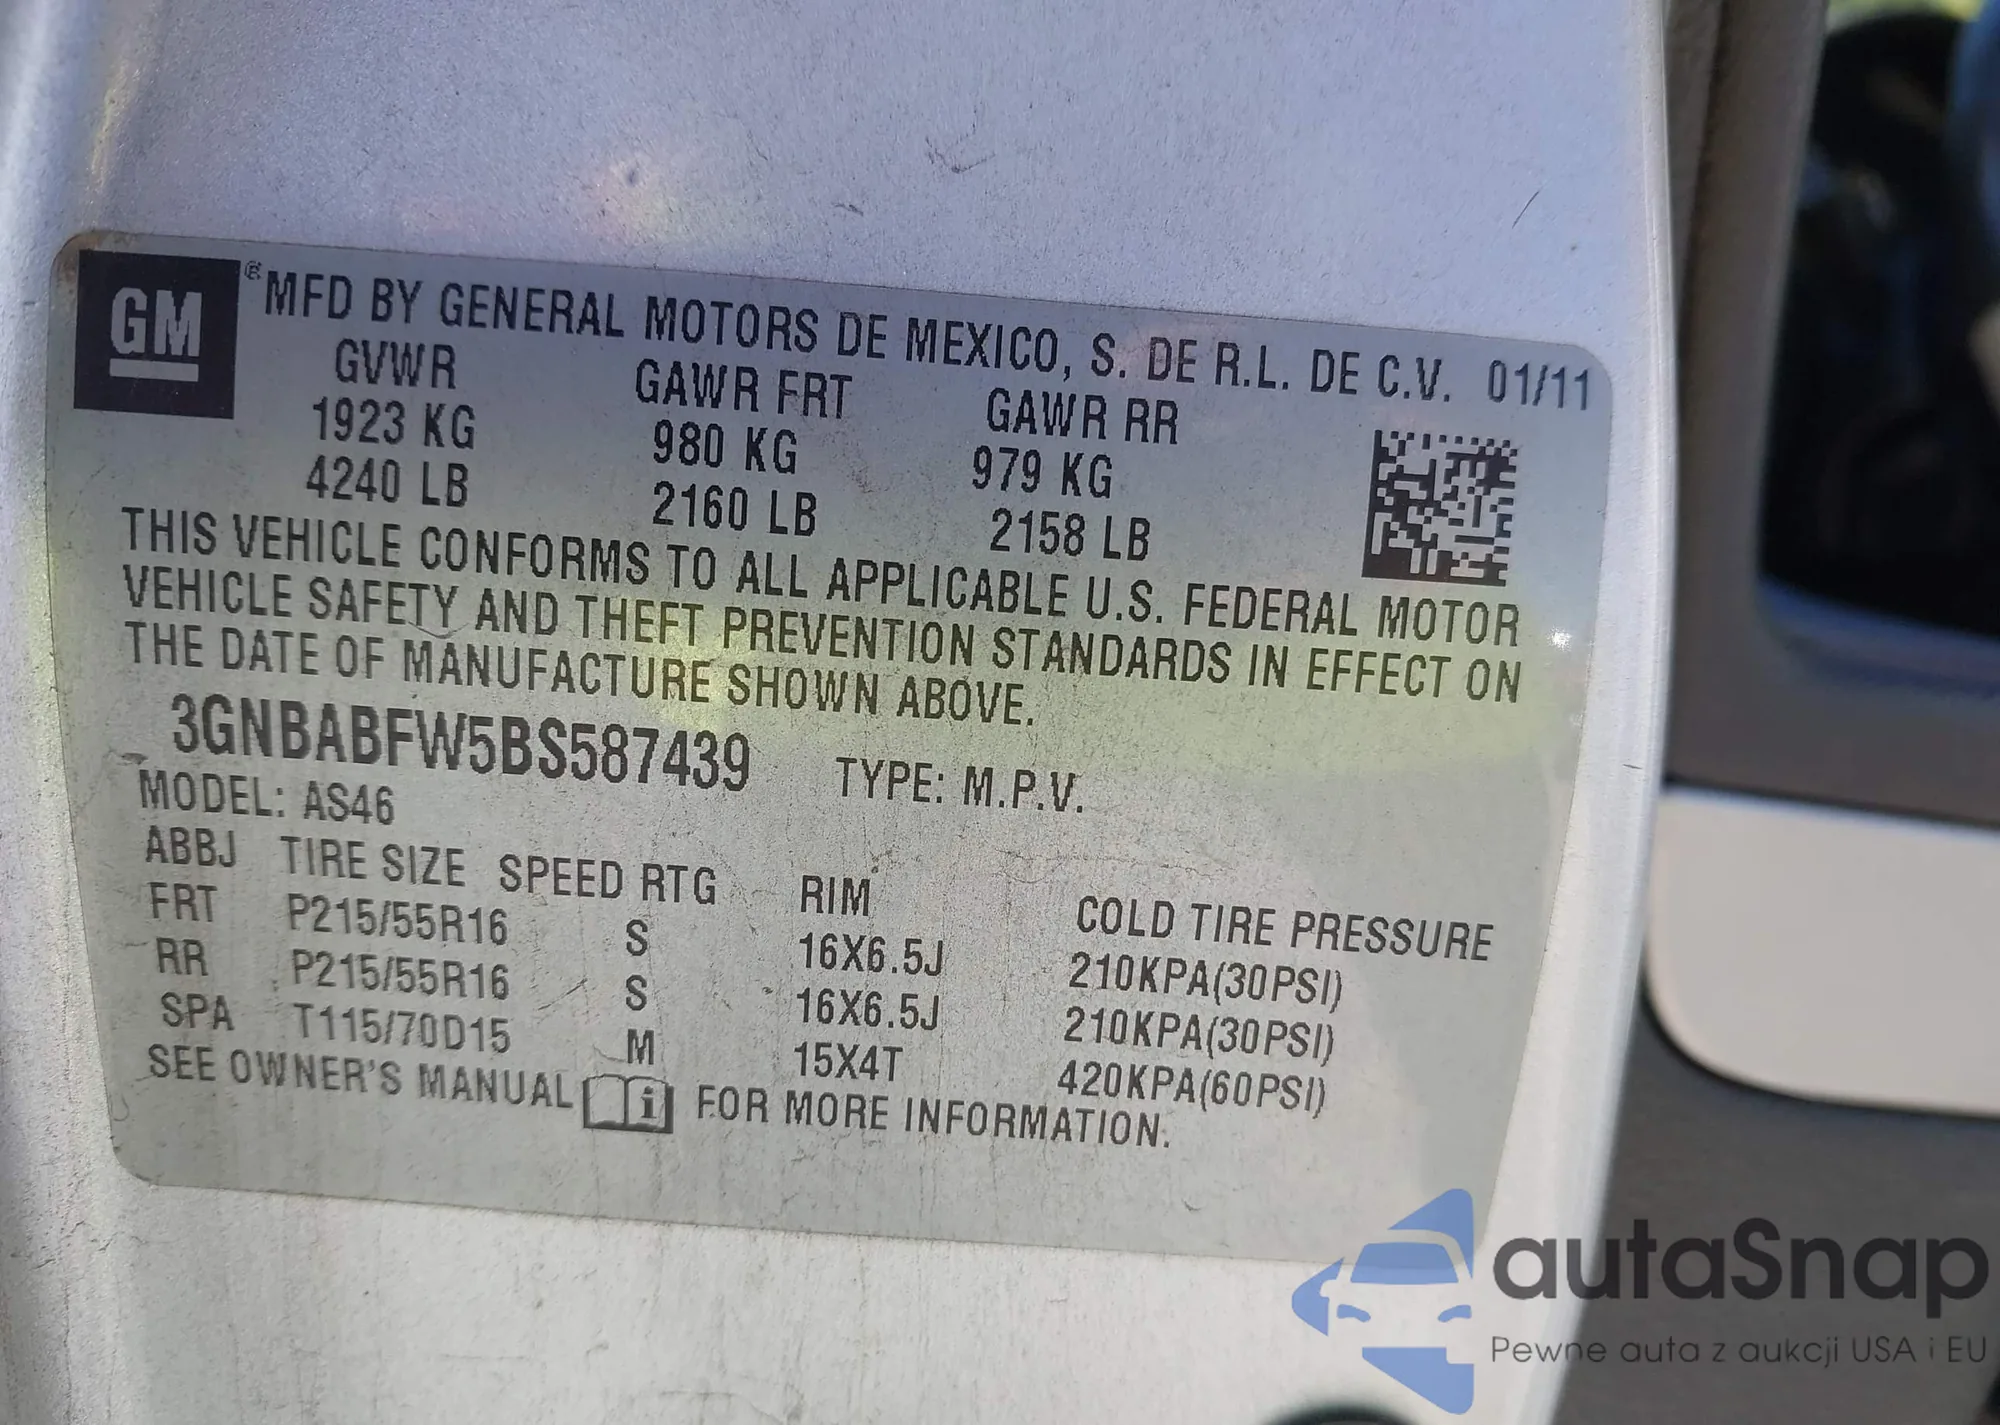 GM ® MFD BY GENERAL MOTORS DE MEXICO, S. DE R.L. DE C.V. 01/11
GVWR GAWR FRT GAWR RR
1923 KG 980 KG 979 KG
4240 LB 2160 LB 2158 LB
THIS VEHICLE CONFORMS TO ALL APPLICABLE U.S. FEDERAL MOTOR
VEHICLE SAFETY AND THEFT PREVENTION STANDARDS IN EFFECT ON
THE DATE OF MANUFACTURE SHOWN ABOVE.
3GNBABFW5BS587439 TYPE: M.P.V.
MODEL: AS46
ABBJ TIRE SIZE SPEED RTG RIM COLD TIRE PRESSURE
FRT P215/55R16 S 16X6.5J 210KPA(30PSI)
RR P215/55R16 S 16X6.5J 210KPA(30PSI)
SPA T115/70D15 M 15X4T 420KPA(60PSI)
SEE OWNER'S MANUAL i FOR MORE INFORMATION.
autaSnap
Pewne auta z aukcji USA i EU